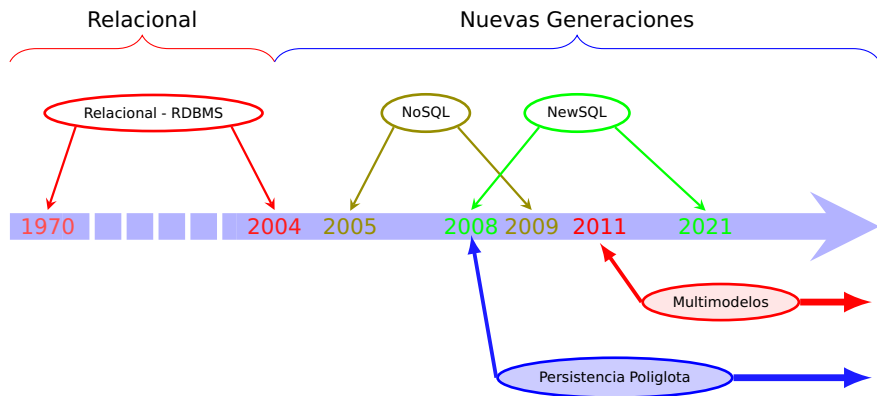 Relacional
Nuevas Generaciones
Relacional - RDBMS
NoSQL
NewSQL
1970
2004
2005
2008
2009
2011
2021
Multimodelos
Persistencia Poliglota